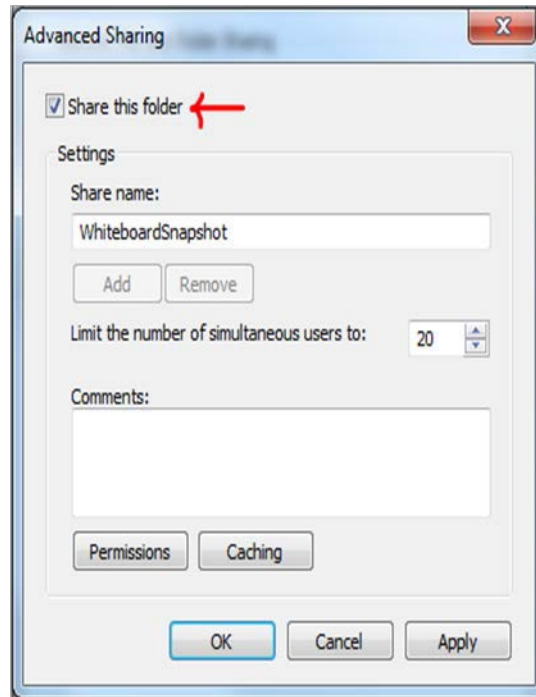 Advanced Sharing
Share this folder
Settings
Share name:
WhiteboardSnapshot
Add Remove
Limit the number of simultaneous users to: 20
Comments:
Permissions Caching
OK Cancel Apply